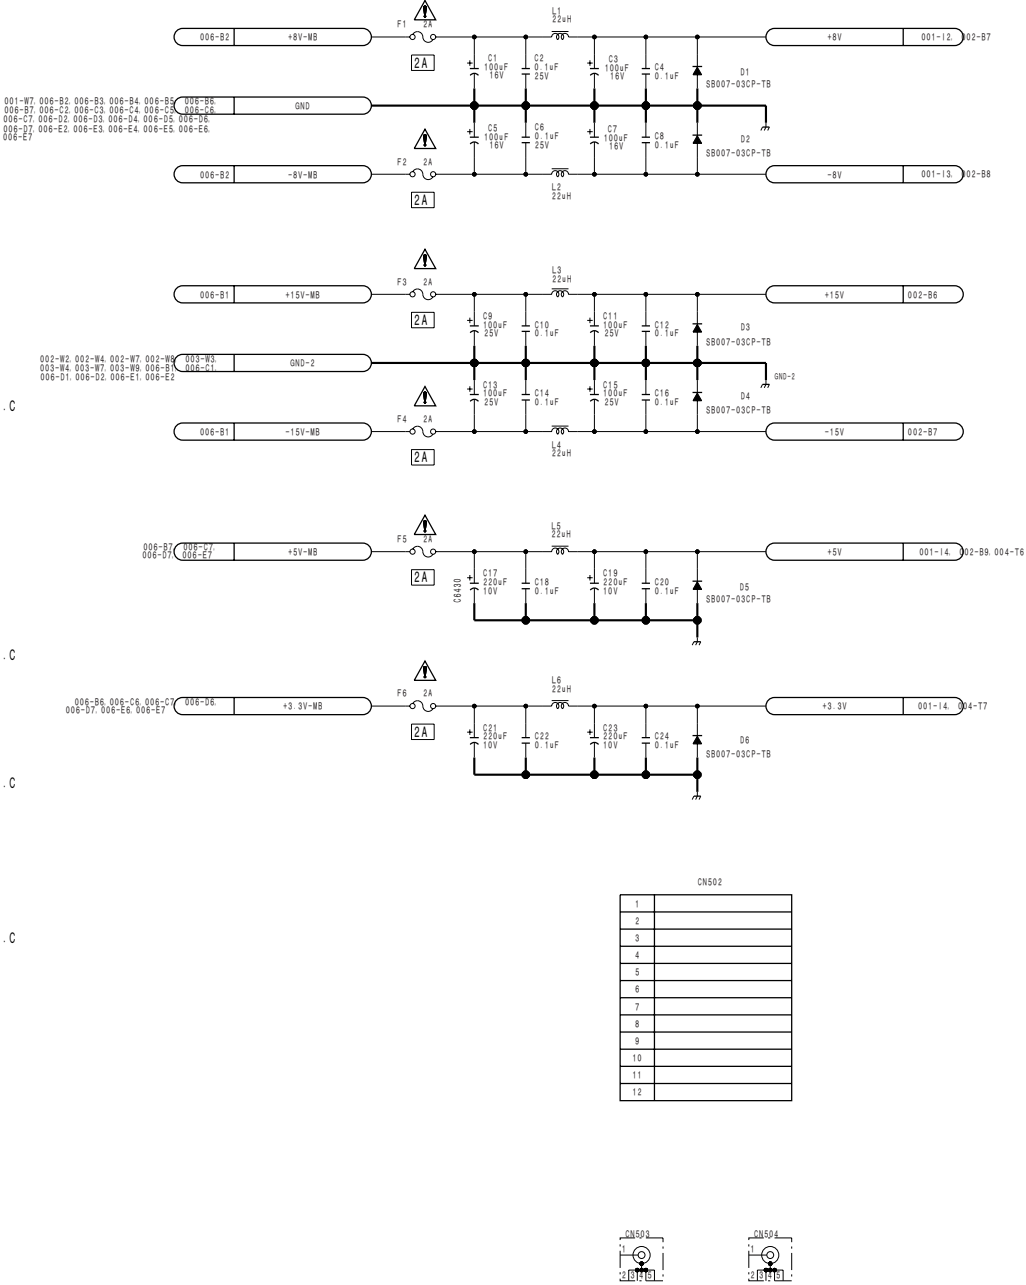 F1 2A
L1
22uH
006-B2 +8V-MB
+8V 001-I2. 002-B7
2A
C1
100uF
16V
C2
0.1uF
25V
C3
100uF
16V
C4
0.1uF
D1
SB007-03CP-TB
001-W7. 006-B2. 006-B3. 006-B4. 006-B5. 006-B6.
006-B7. 006-C2. 006-C3. 006-C4. 006-C5. 006-C6.
006-C7. 006-D2. 006-D3. 006-D4. 006-D5. 006-D6.
006-D7. 006-E2. 006-E3. 006-E4. 006-E5. 006-E6.
006-E7
GND
C5
100uF
16V
C6
0.1uF
25V
C7
100uF
16V
C8
0.1uF
D2
SB007-03CP-TB
F2 2A
006-B2 -8V-MB
-8V 001-I3. 002-B8
2A
L2
22uH
F3 2A
L3
22uH
006-B1 +15V-MB
+15V 002-B6
2A
C9
100uF
25V
C10
0.1uF
C11
100uF
25V
C12
0.1uF
D3
SB007-03CP-TB
002-W2. 002-W4. 002-W7. 002-W8. 003-W3.
003-W4. 003-W7. 003-W9. 006-B1. 006-C1.
006-D1. 006-D2. 006-E1. 006-E2
GND-2
GND-2
C13
100uF
25V
C14
0.1uF
C15
100uF
25V
C16
0.1uF
D4
SB007-03CP-TB
.C
F4 2A
006-B1 -15V-MB
-15V 002-B7
2A
L4
22uH
F5 2A
L5
22uH
006-B7. 006-C7.
006-D7. 006-E7
+5V-MB
+5V 001-I4. 002-B9. 004-T6
2A
C6430
C17
220uF
10V
C18
0.1uF
C19
220uF
10V
C20
0.1uF
D5
SB007-03CP-TB
.C
F6 2A
L6
22uH
006-B6. 006-C6. 006-C7. 006-D6.
006-D7. 006-E6. 006-E7
+3.3V-MB
+3.3V 001-I4. 004-T7
2A
C21
220uF
10V
C22
0.1uF
C23
220uF
10V
C24
0.1uF
D6
SB007-03CP-TB
.C
CN502
1
2
3
4
5
6
7
8
9
10
11
12
.C
CN503
1
2 3 4 5
CN504
1
2 3 4 5